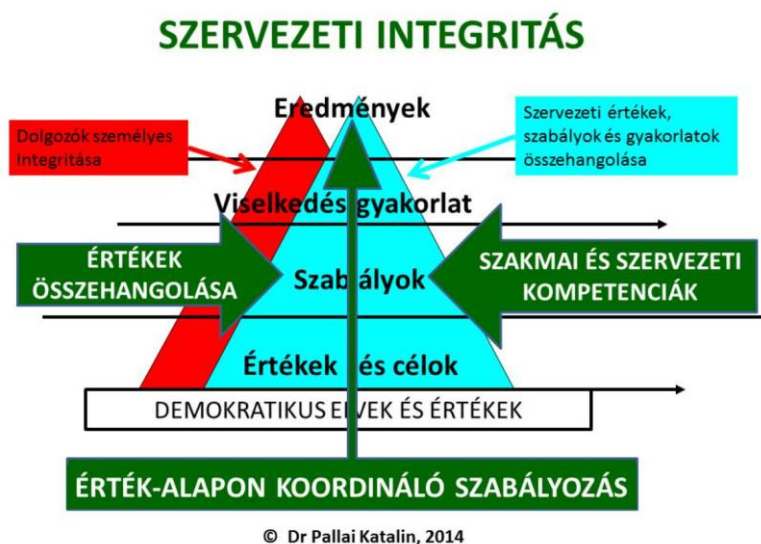 SZERVEZETI INTEGRITÁS
Eredmények
Dolgozók személyes
Integritása
Szervezeti értékek,
szabályok és gyakorlatok
összehangolása
Viselkedés gyakorlat
ÉRTÉKEK
ÖSSZEHANGOLÁSA
Szabályok
SZAKMAI ÉS SZERVEZETI
KOMPETENCIÁK
Értékek és célok
DEMOKRATIKUS ELVEK ÉS ÉRTÉKEK
ÉRTÉK-ALAPON KOORDINÁLÓ SZABÁLYOZÁS
© Dr Pallai Katalin, 2014